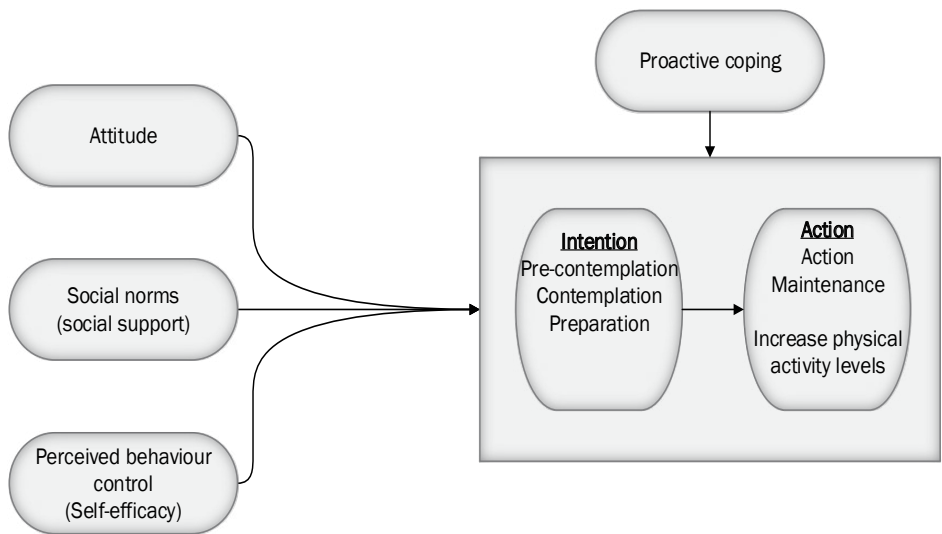 Proactive coping
Attitude
Social norms
(social support)
Perceived behaviour
control
(Self-efficacy)
Intention
Pre-contemplation
Contemplation
Preparation
Action
Action
Maintenance
Increase physical
activity levels